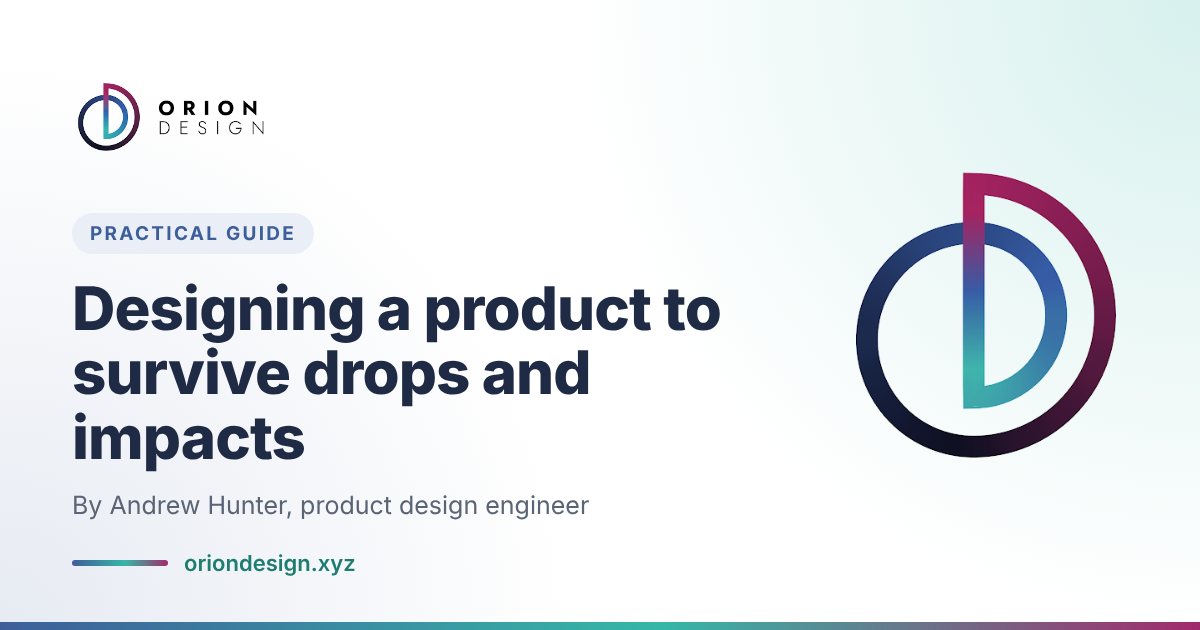 ORION
DESIGN
PRACTICAL GUIDE
Designing a product to
survive drops and
impacts
By Andrew Hunter, product design engineer
oriondesign.xyz